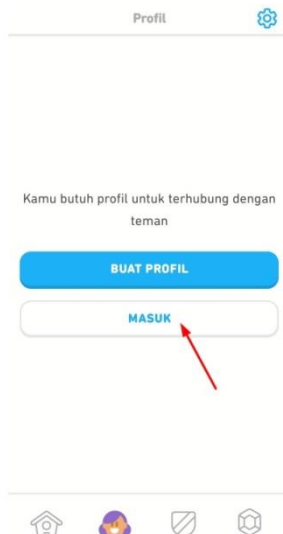 Profil
Kamu butuh profil untuk terhubung dengan
teman
BUAT PROFIL
MASUK